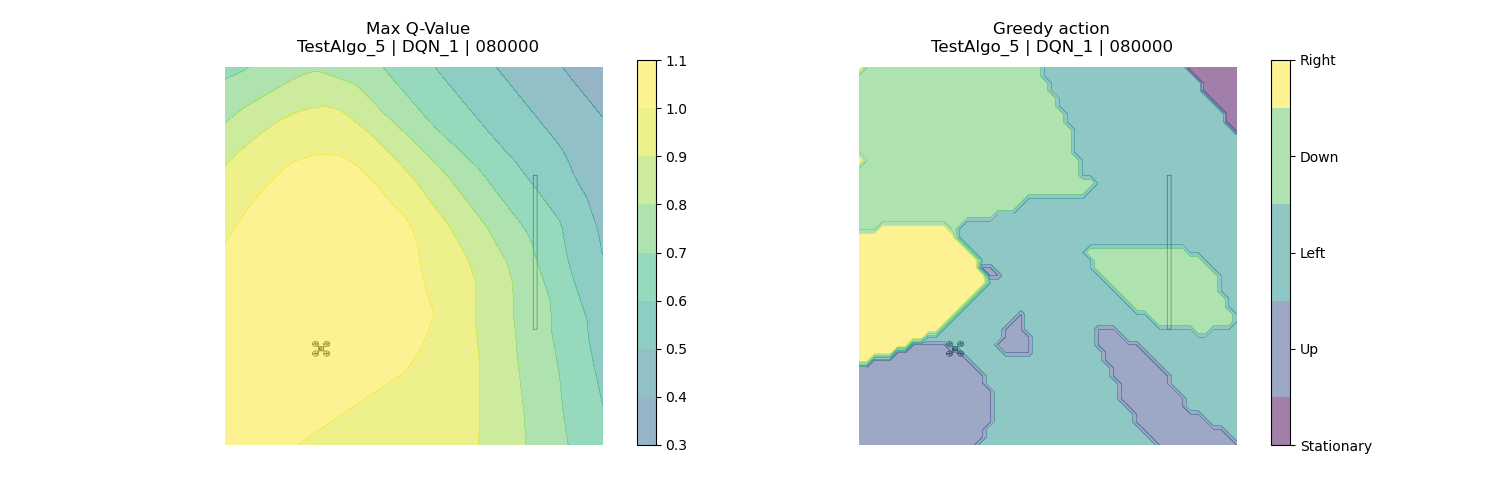 Max Q-Value
TestAlgo_5 | DQN_1 | 080000
1.1
1.0
0.9
0.8
0.7
0.6
0.5
0.4
0.3
Greedy action
TestAlgo_5 | DQN_1 | 080000
Right
Down
Left
Up
Stationary